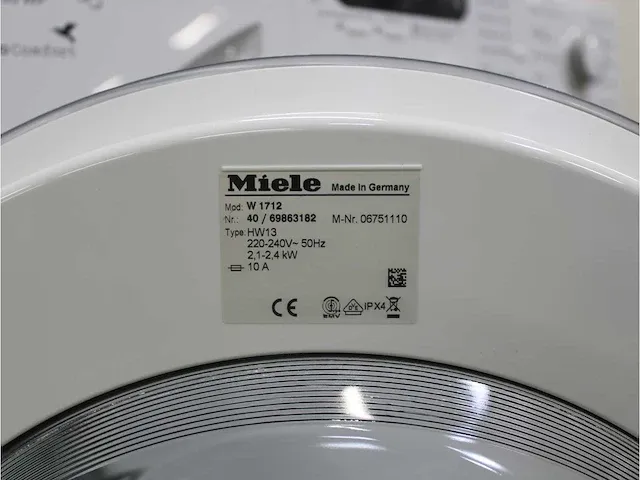 Miele Made in Germany
Mod: W 1712
Nr.: 40 / 69863182 M-Nr. 06751110
Type: HW13
220-240V~ 50Hz
2,1-2,4 kW
10 A
CE EMV IPX4